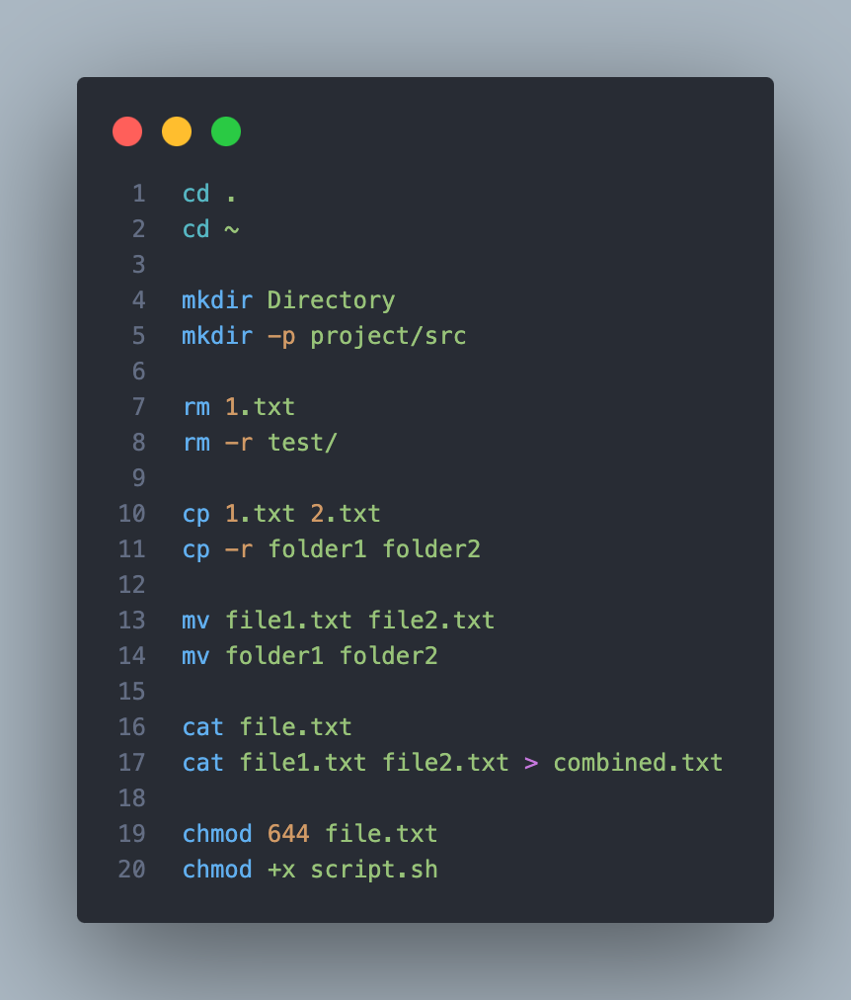 1 cd .
2 cd ~
3
4 mkdir Directory
5 mkdir -p project/src
6
7 rm 1.txt
8 rm -r test/
9
10 cp 1.txt 2.txt
11 cp -r folder1 folder2
12
13 mv file1.txt file2.txt
14 mv folder1 folder2
15
16 cat file.txt
17 cat file1.txt file2.txt > combined.txt
18
19 chmod 644 file.txt
20 chmod +x script.sh